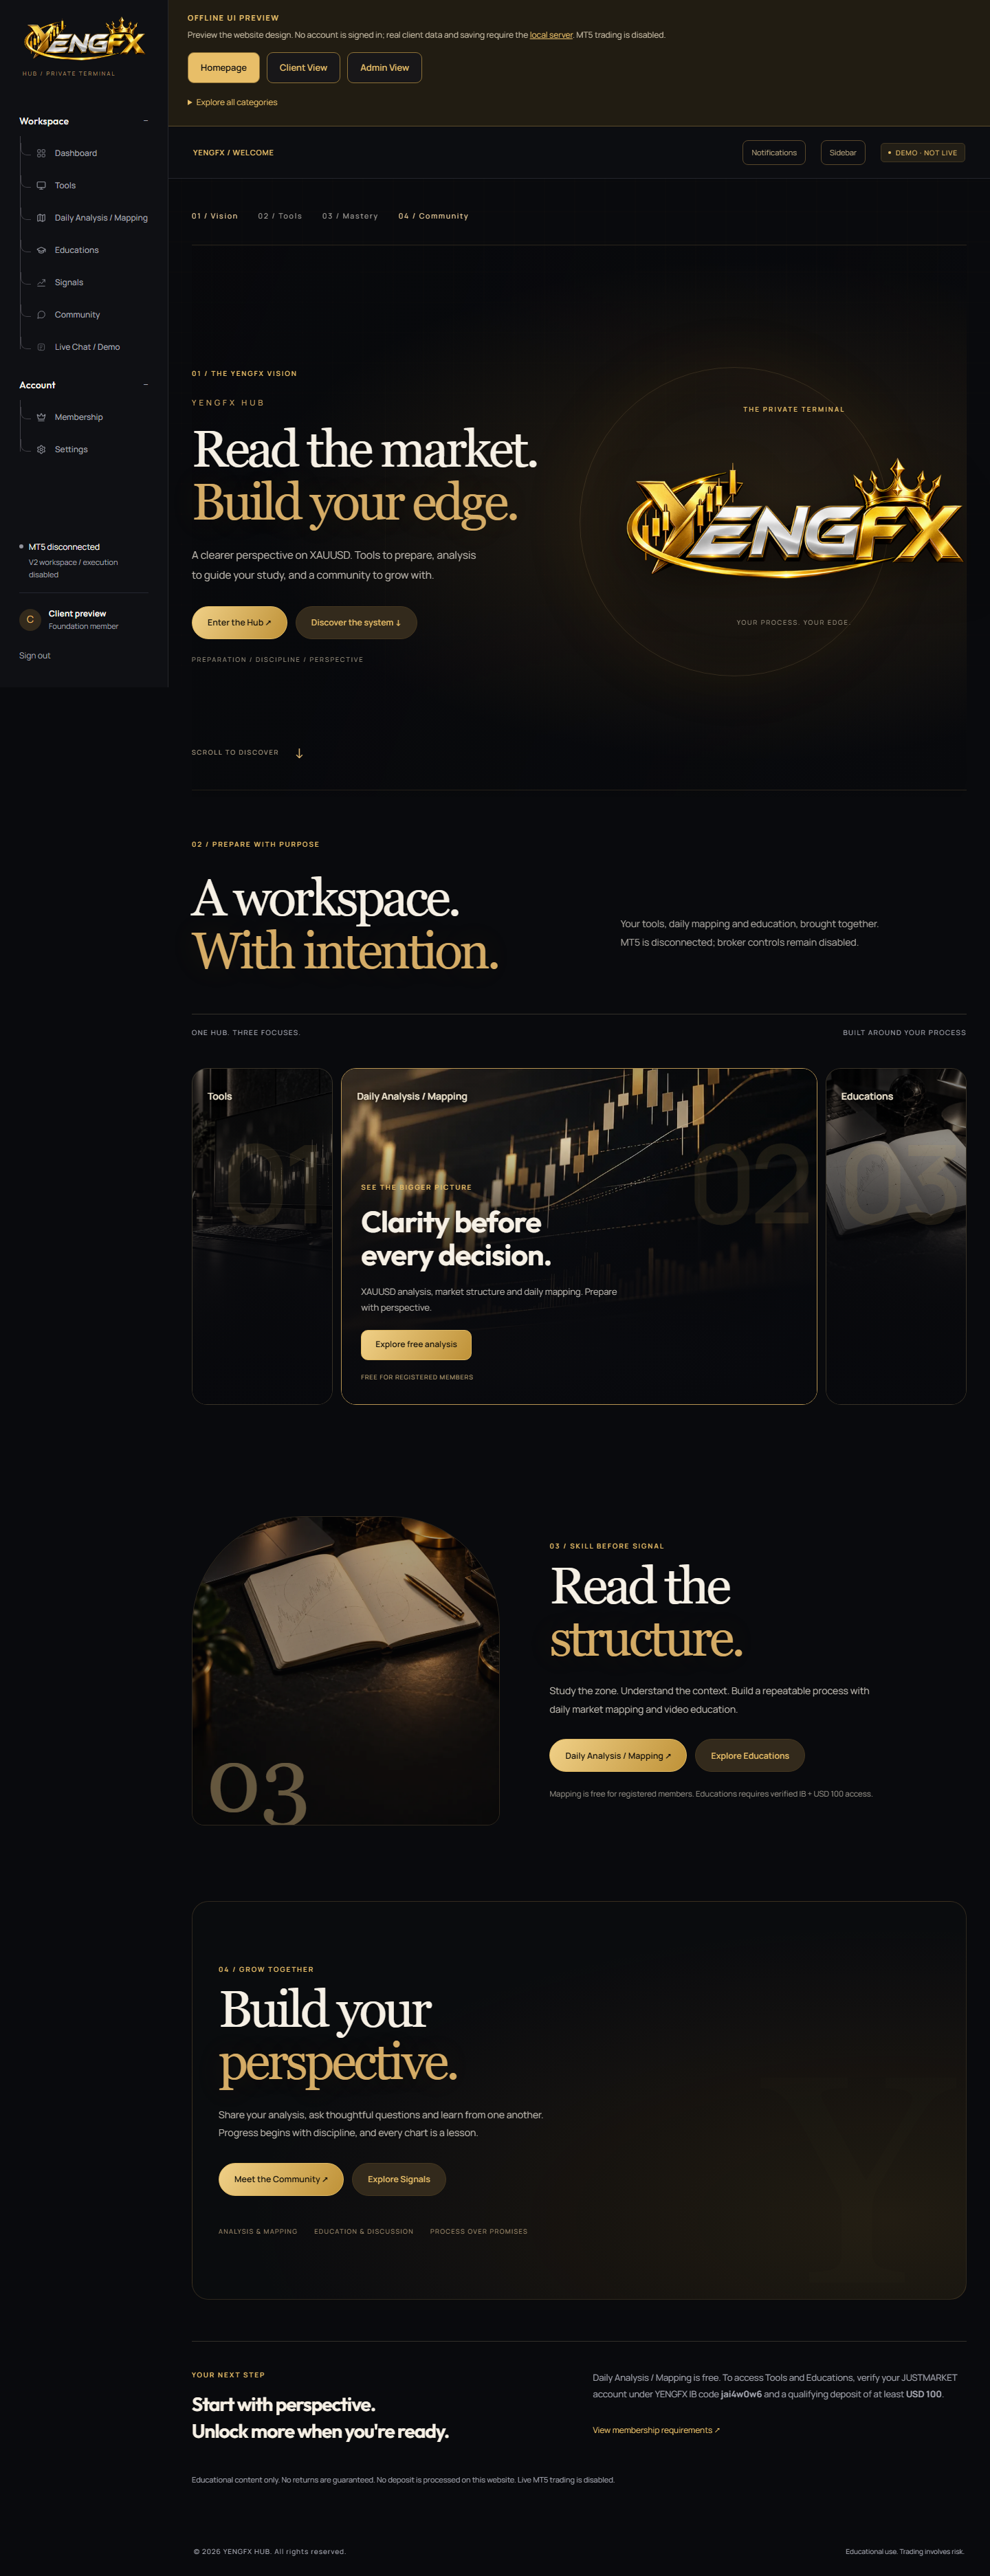 YENGFX
HUB / PRIVATE TERMINAL
Workspace
Dashboard
Tools
Daily Analysis / Mapping
Educations
Signals
Community
Live Chat / Demo
Account
Membership
Settings
MT5 disconnected
V2 workspace / execution
disabled
C
Client preview
Foundation member
Sign out
OFFLINE UI PREVIEW
Preview the website design. No account is signed in; real client data and saving require the local server. MT5 trading is disabled.
Homepage
Client View
Admin View
Explore all categories
YENGFX / WELCOME
Notifications
Sidebar
DEMO · NOT LIVE
01 / Vision
02 / Tools
03 / Mastery
04 / Community
01 / THE YENGFX VISION
YENGFX HUB
Read the market.
Build your edge.
A clearer perspective on XAUUSD. Tools to prepare, analysis
to guide your study, and a community to grow with.
Enter the Hub ↗
Discover the system ↓
PREPARATION / DISCIPLINE / PERSPECTIVE
THE PRIVATE TERMINAL
YENGFX
YOUR PROCESS. YOUR EDGE.
SCROLL TO DISCOVER ↓
02 / PREPARE WITH PURPOSE
A workspace.
With intention.
Your tools, daily mapping and education, brought together.
MT5 is disconnected; broker controls remain disabled.
ONE HUB. THREE FOCUSES.
BUILT AROUND YOUR PROCESS
Tools
01
Daily Analysis / Mapping
02
SEE THE BIGGER PICTURE
Clarity before
every decision.
XAUUSD analysis, market structure and daily mapping. Prepare
with perspective.
Explore free analysis
FREE FOR REGISTERED MEMBERS
Educations
03
03
03 / SKILL BEFORE SIGNAL
Read the
structure.
Study the zone. Understand the context. Build a repeatable process with
daily market mapping and video education.
Daily Analysis / Mapping ↗
Explore Educations
Mapping is free for registered members. Educations requires verified IB + USD 100 access.
04 / GROW TOGETHER
Build your
perspective.
Share your analysis, ask thoughtful questions and learn from one another.
Progress begins with discipline, and every chart is a lesson.
Meet the Community ↗
Explore Signals
ANALYSIS & MAPPING
EDUCATION & DISCUSSION
PROCESS OVER PROMISES
Y
YOUR NEXT STEP
Start with perspective.
Unlock more when you're ready.
Daily Analysis / Mapping is free. To access Tools and Educations, verify your JUSTMARKET
account under YENGFX IB code jai4w0w6 and a qualifying deposit of at least USD 100.
View membership requirements ↗
Educational content only. No returns are guaranteed. No deposit is processed on this website. Live MT5 trading is disabled.
© 2026 YENGFX HUB. All rights reserved.
Educational use. Trading involves risk.